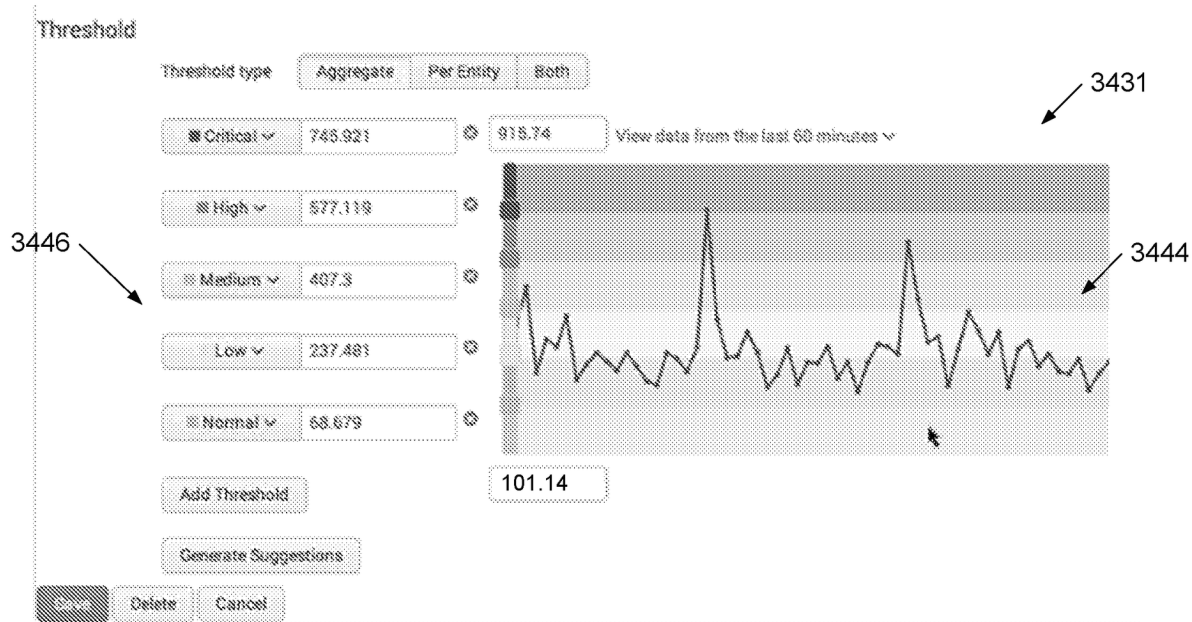 Threshold
Threshold type Aggregate Per Entity Both
3431
Critical 745.921 915.74 View data from the last 60 minutes
High 577.119
3446
3444
Medium 407.3
Low 237.481
Normal 68.679
Add Threshold 101.14
Generate Suggestions
Save Delete Cancel